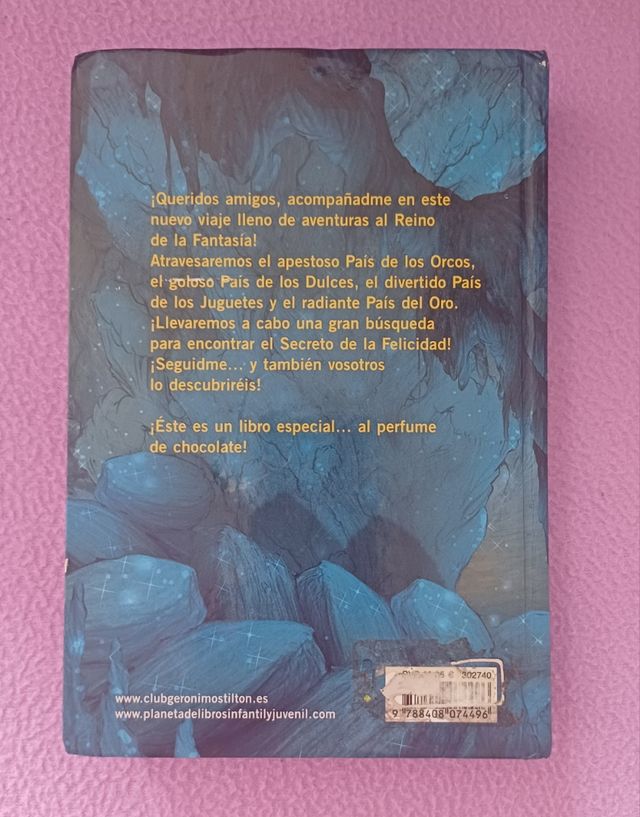 ¡Queridos amigos, acompañadme en este
nuevo viaje lleno de aventuras al Reino
de la Fantasía!
Atravesaremos el apestoso País de los Orcos,
el goloso País de los Dulces, el divertido País
de los Juguetes y el radiante País del Oro.
¡Llevaremos a cabo una gran búsqueda
para encontrar el Secreto de la Felicidad!
¡Seguidme... y también vosotros
lo descubriréis!
¡Éste es un libro especial... al perfume
de chocolate!
www.clubgeronimostilton.es
www.planetadelibrosinfantilyjuvenil.com
€ 302740
9 788408 074496